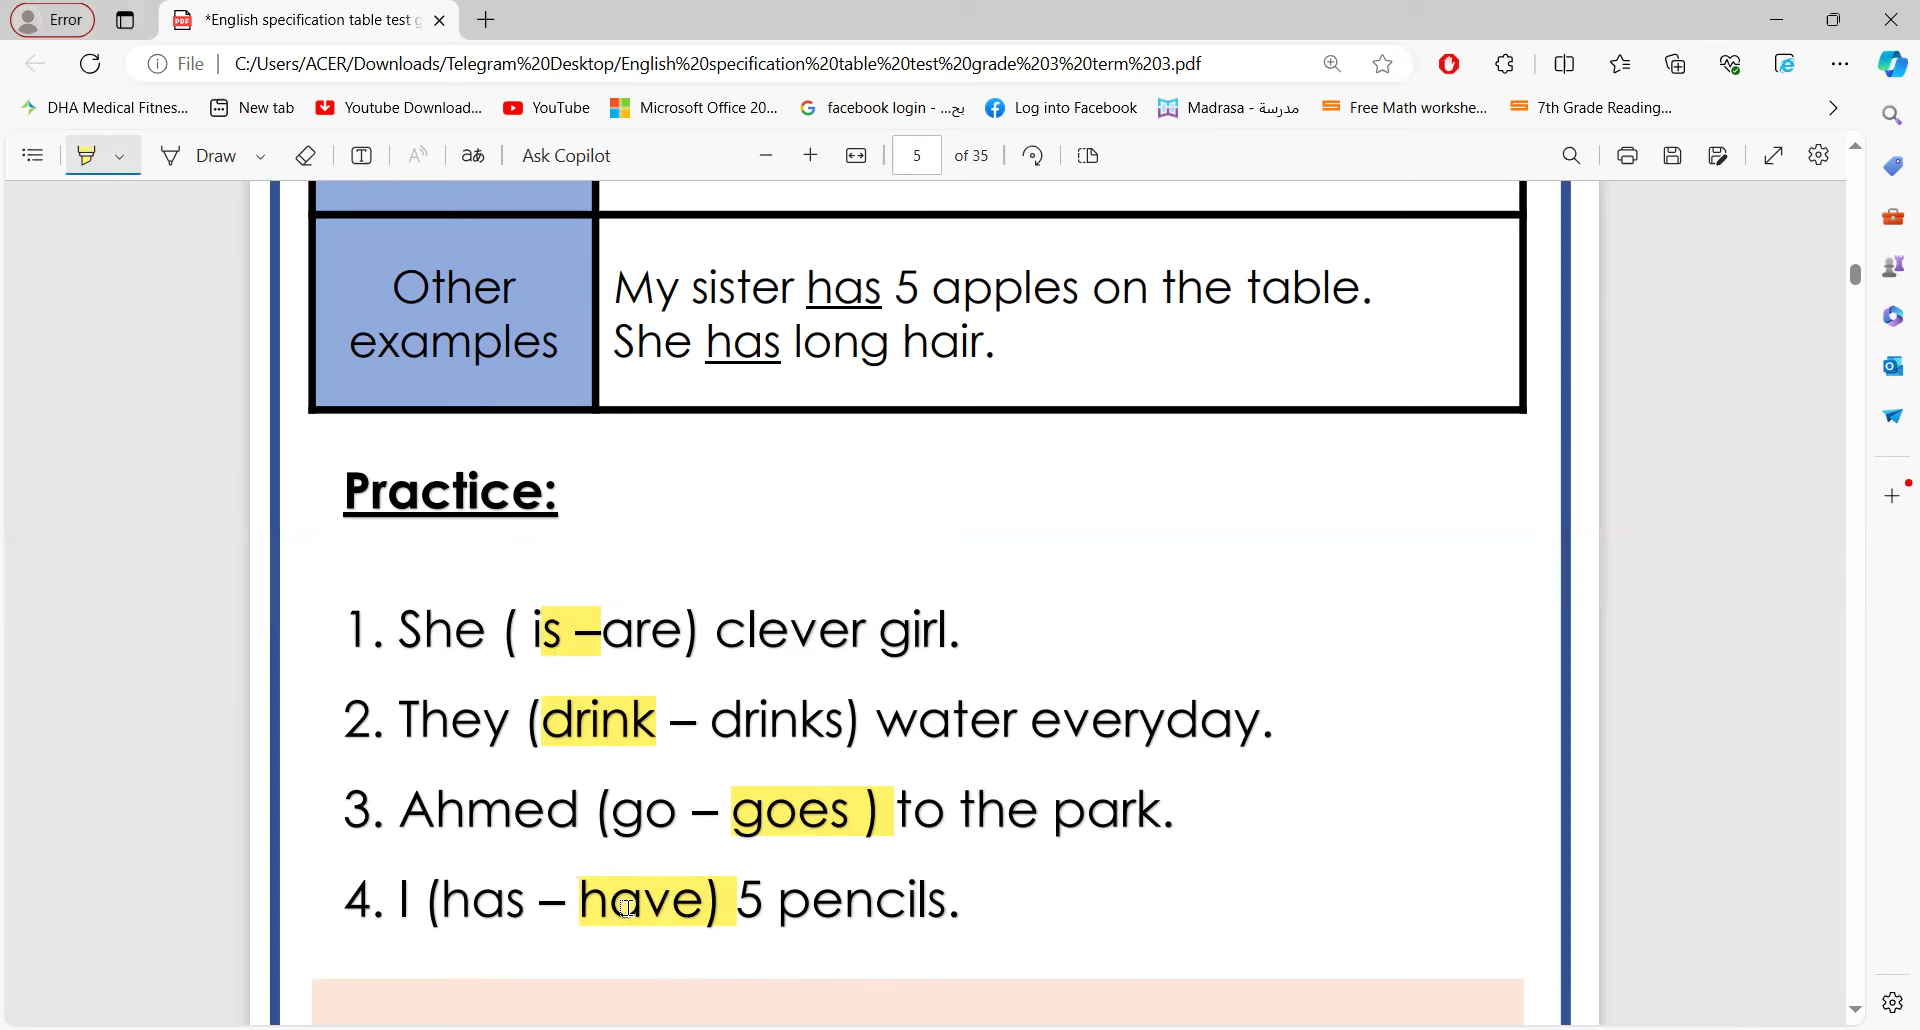 Error
*English specification table test g
File
C:/Users/ACER/Downloads/Telegram%20Desktop/English%20specification%20table%20test%20grade%203%20term%203.pdf
DHA Medical Fitnes...
New tab
Youtube Download...
YouTube
Microsoft Office 20...
facebook login - بح...
Log into Facebook
Madrasa - مدرسة
Free Math workshe...
7th Grade Reading...
Draw
Ask Copilot
5 of 35
Other
examples
My sister has 5 apples on the table.
She has long hair.
Practice:
1. She ( is –are) clever girl.
2. They (drink – drinks) water everyday.
3. Ahmed (go – goes ) to the park.
4. I (has – have) 5 pencils.